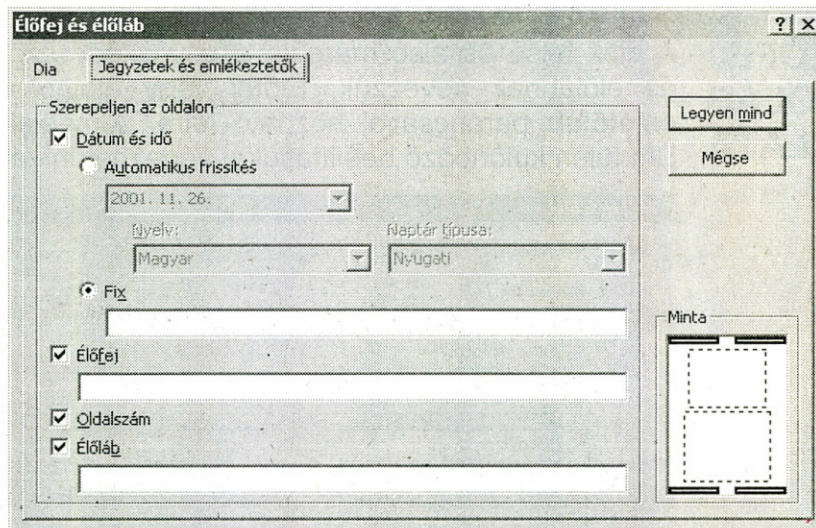 Élőfej és élőláb
Dia Jegyzetek és emlékeztetők
Szerepeljen az oldalon
Dátum és idő
Automatikus frissítés
2001. 11. 26.
Nyelv: Naptár típusa:
Magyar Nyugati
Fix
Élőfej
Oldalszám
Élőláb
Legyen mind
Mégse
Minta